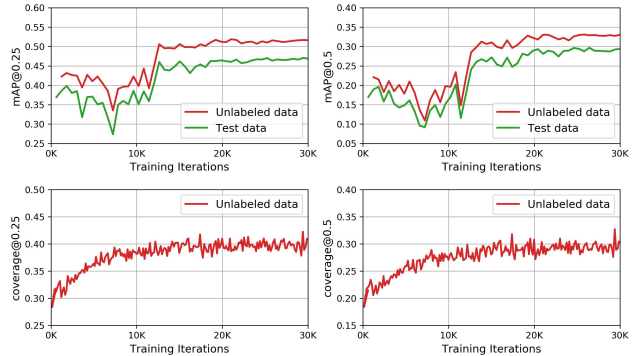 mAP@0.25
0.60
0.55
0.50
0.45
0.40
0.35
0.30
0.25
Unlabeled data
Test data
0K
10K
20K
30K
Training Iterations
mAP@0.5
0.40
0.35
0.30
0.25
0.20
0.15
0.10
0.05
Unlabeled data
Test data
0K
10K
20K
30K
Training Iterations
coverage@0.25
0.50
0.45
0.40
0.35
0.30
0.25
Unlabeled data
0K
10K
20K
30K
Training Iterations
coverage@0.5
0.40
0.35
0.30
0.25
0.20
0.15
Unlabeled data
0K
10K
20K
30K
Training Iterations